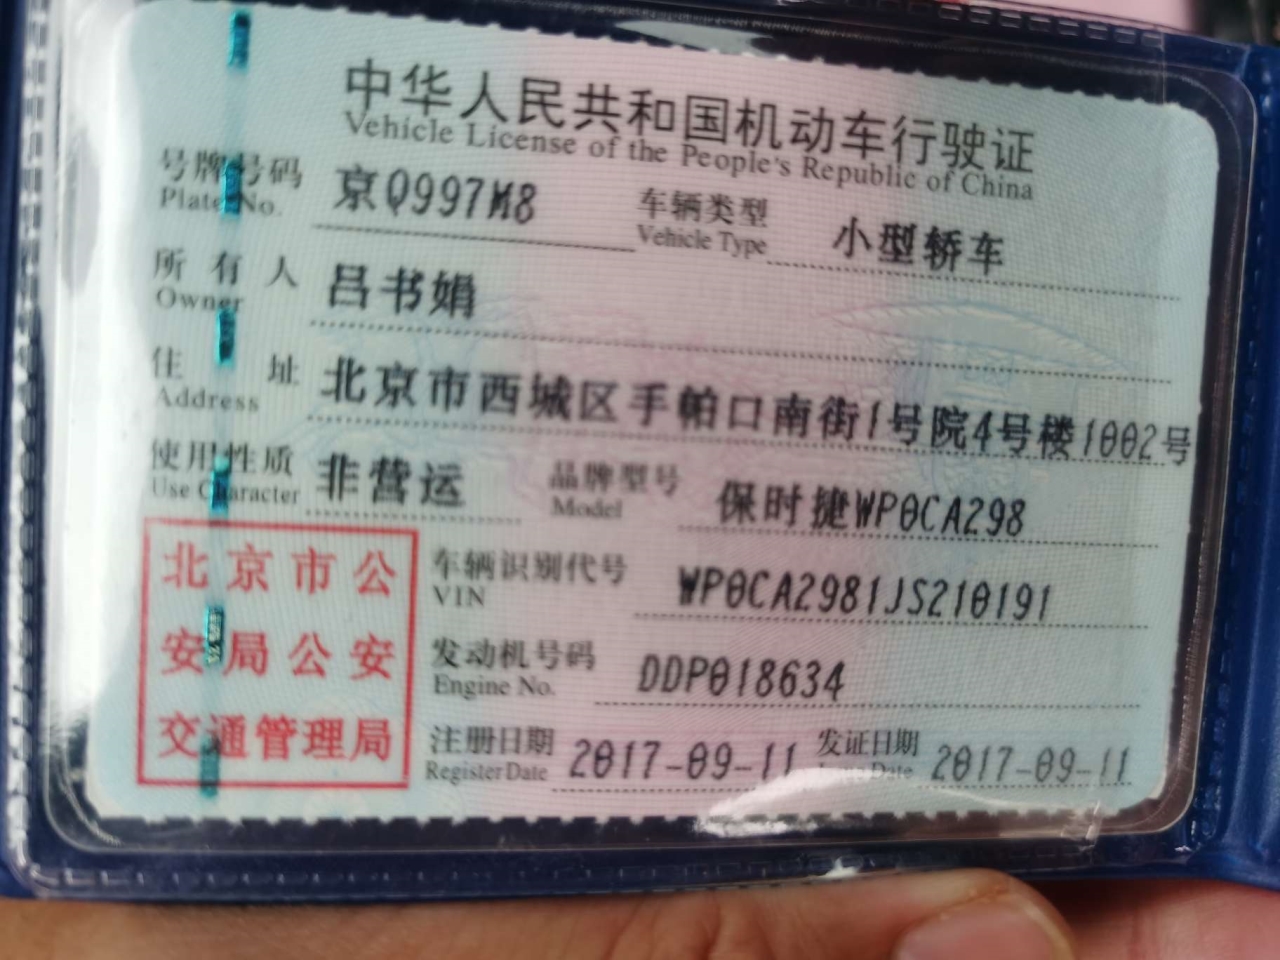 中华人民共和国机动车行驶证
Vehicle License of the People's Republic of China
号牌号码 京Q997M8 车辆类型 小型轿车
Plate No. Vehicle Type
所有人 吕书娟
Owner
住址 北京市西城区手帕口南街1号院4号楼1002号
Address
使用性质 非营运 品牌型号 保时捷WP0CA298
Use Character Model
北京市公
安局公安
交通管理局
车辆识别代号 WP0CA2981JS210191
VIN
发动机号码 DDP018634
Engine No.
注册日期 2017-09-11 发证日期 2017-09-11
Register Date Issue Date